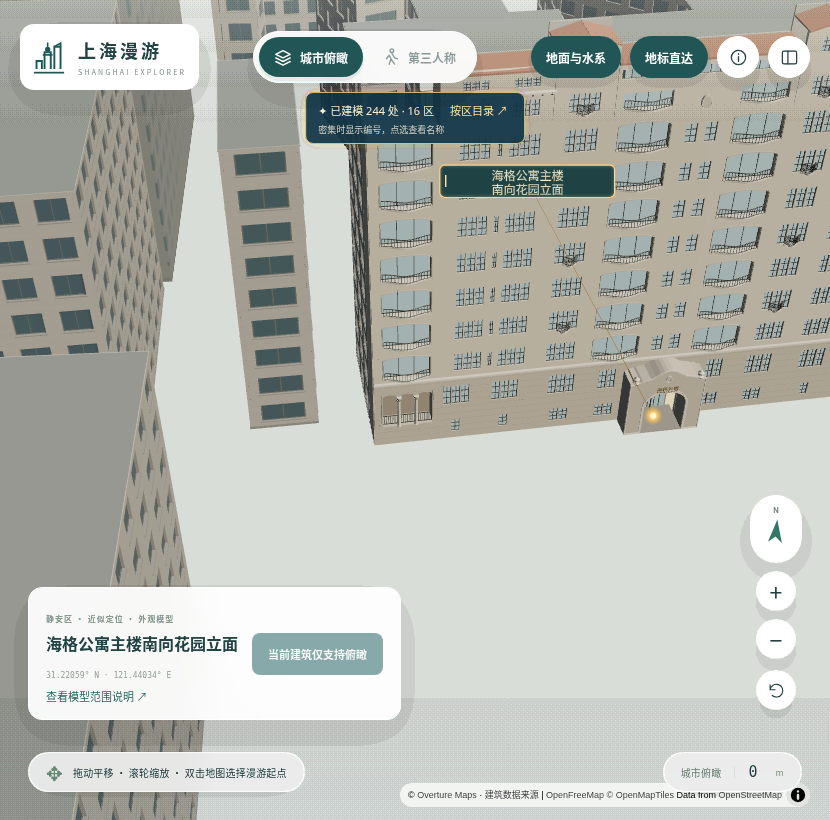 上海漫游
SHANGHAI EXPLORER
城市俯瞰
第三人称
地面与水系
地标直达
✦ 已建模 244 处 · 16 区 按区目录 ↗
密集时显示编号，点选查看名称
海格公寓主楼
南向花园立面
N
+
−
静安区 · 近似定位 · 外观模型
海格公寓主楼南向花园立面
当前建筑仅支持俯瞰
31.22059° N · 121.44034° E
查看模型范围说明 ↗
拖动平移 · 滚轮缩放 · 双击地图选择漫游起点
城市俯瞰 0 m
© Overture Maps · 建筑数据来源 | OpenFreeMap © OpenMapTiles Data from OpenStreetMap